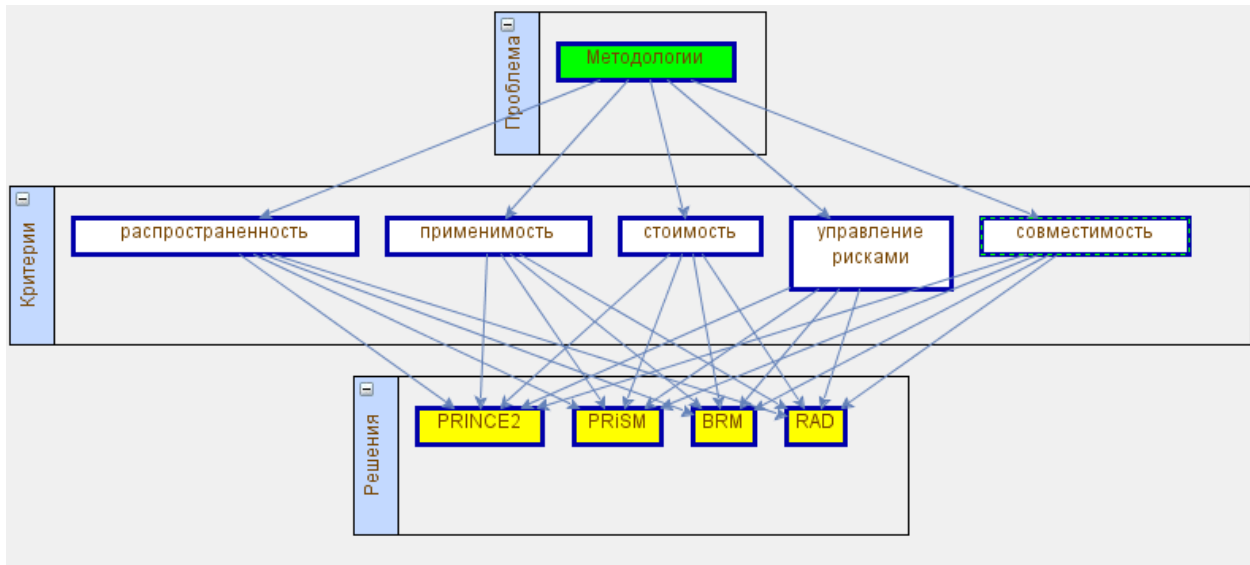 Проблема
Методологии
Критерии
распространенность
применимость
стоимость
управление
рисками
совместимость
Решения
PRINCE2
PRiSM
BRM
RAD